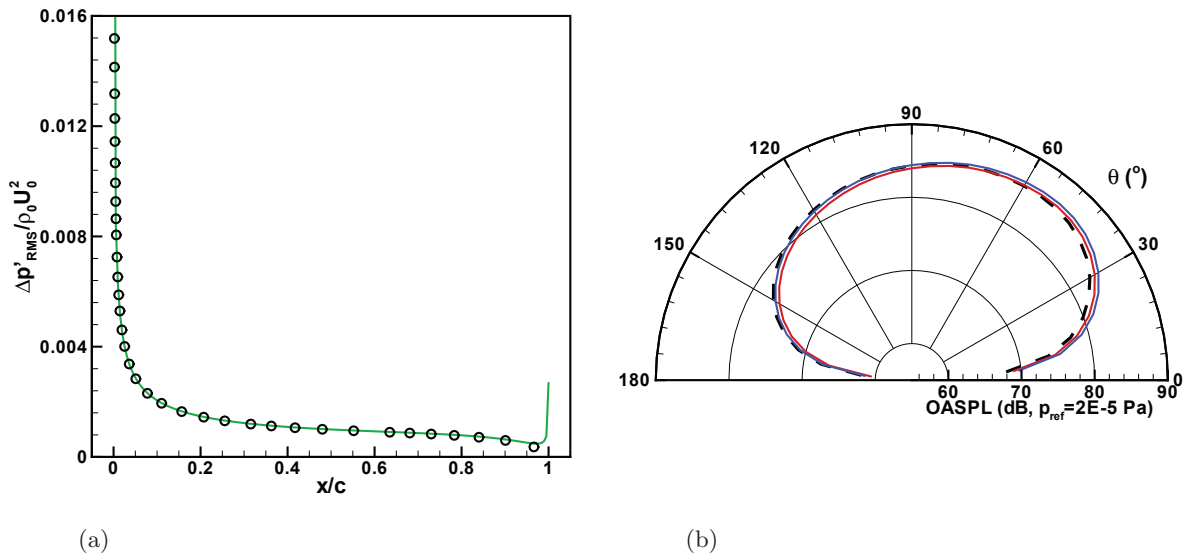 0.016
0.012
0.008
0.004
0
Δp'RMS/ρ0U0^2
0 0.2 0.4 0.6 0.8 1
x/c
(a)
90
120 60
θ (°)
150 30
180 60 70 80 90 0
OASPL (dB, pref=2E-5 Pa)
(b)